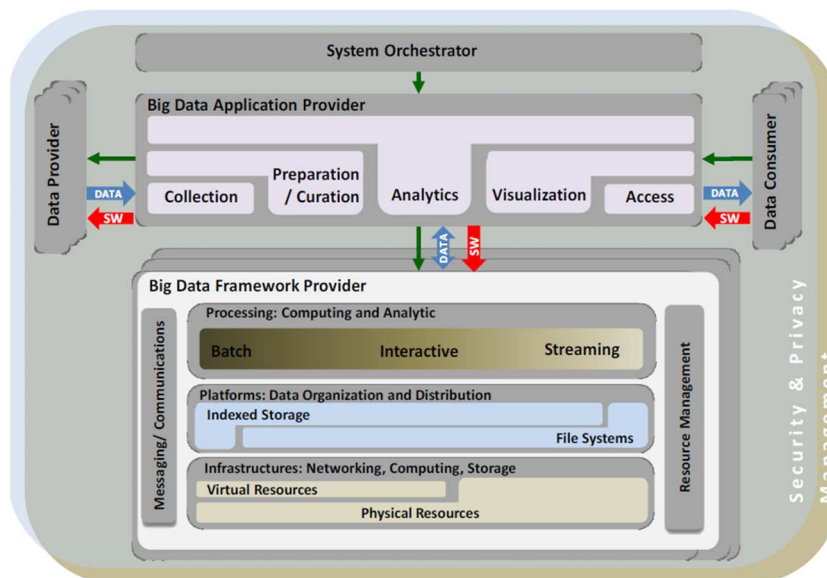 System Orchestrator
Big Data Application Provider
Data Provider
Data Consumer
Preparation
/ Curation
Collection
Analytics
Visualization
Access
DATA
SW
DATA
SW
DATA
SW
Big Data Framework Provider
Messaging/ Communications
Resource Management
Processing: Computing and Analytic
Batch
Interactive
Streaming
Platforms: Data Organization and Distribution
Indexed Storage
File Systems
Infrastructures: Networking, Computing, Storage
Virtual Resources
Physical Resources
Security & Privacy
Management